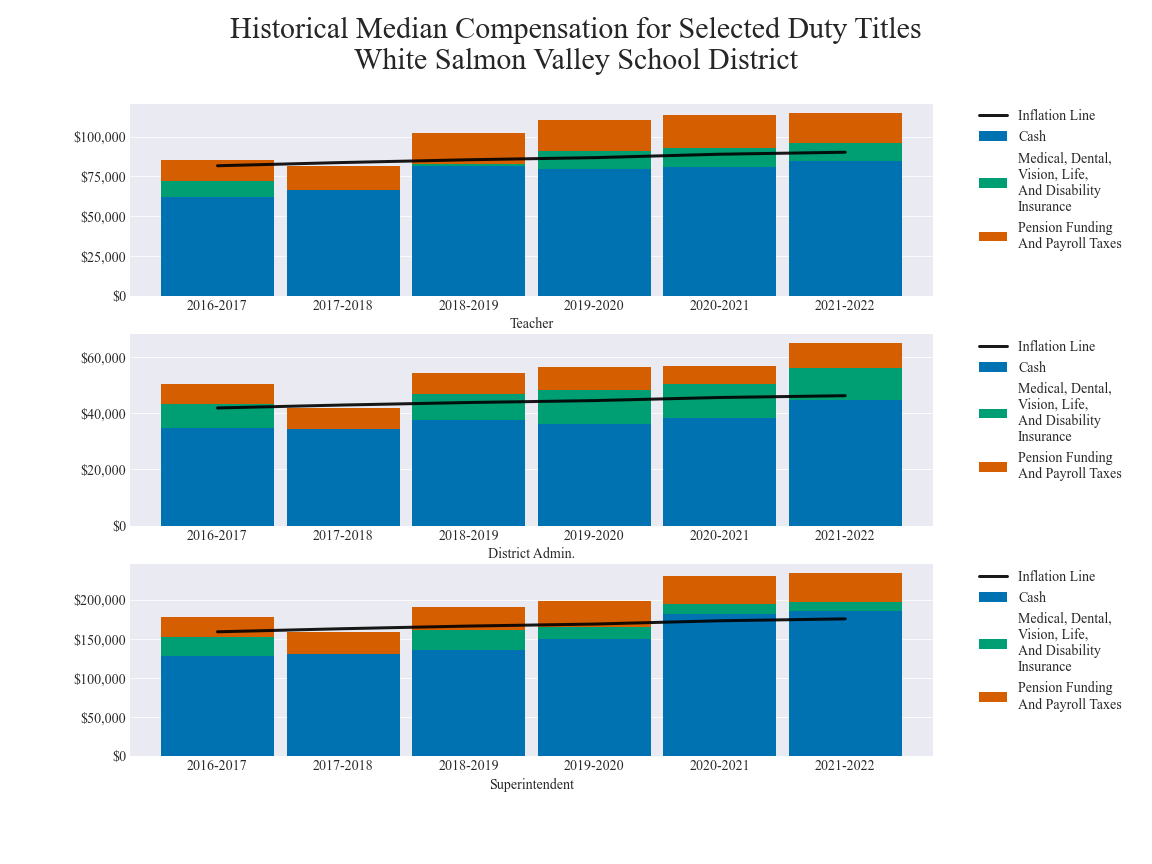 Historical Median Compensation for Selected Duty Titles
White Salmon Valley School District
$100,000
$75,000
$50,000
$25,000
$0
2016-2017 2017-2018 2018-2019 2019-2020 2020-2021 2021-2022
Teacher
Inflation Line
Cash
Medical, Dental,
Vision, Life,
And Disability
Insurance
Pension Funding
And Payroll Taxes
$60,000
$40,000
$20,000
$0
2016-2017 2017-2018 2018-2019 2019-2020 2020-2021 2021-2022
District Admin.
Inflation Line
Cash
Medical, Dental,
Vision, Life,
And Disability
Insurance
Pension Funding
And Payroll Taxes
$200,000
$150,000
$100,000
$50,000
$0
2016-2017 2017-2018 2018-2019 2019-2020 2020-2021 2021-2022
Superintendent
Inflation Line
Cash
Medical, Dental,
Vision, Life,
And Disability
Insurance
Pension Funding
And Payroll Taxes